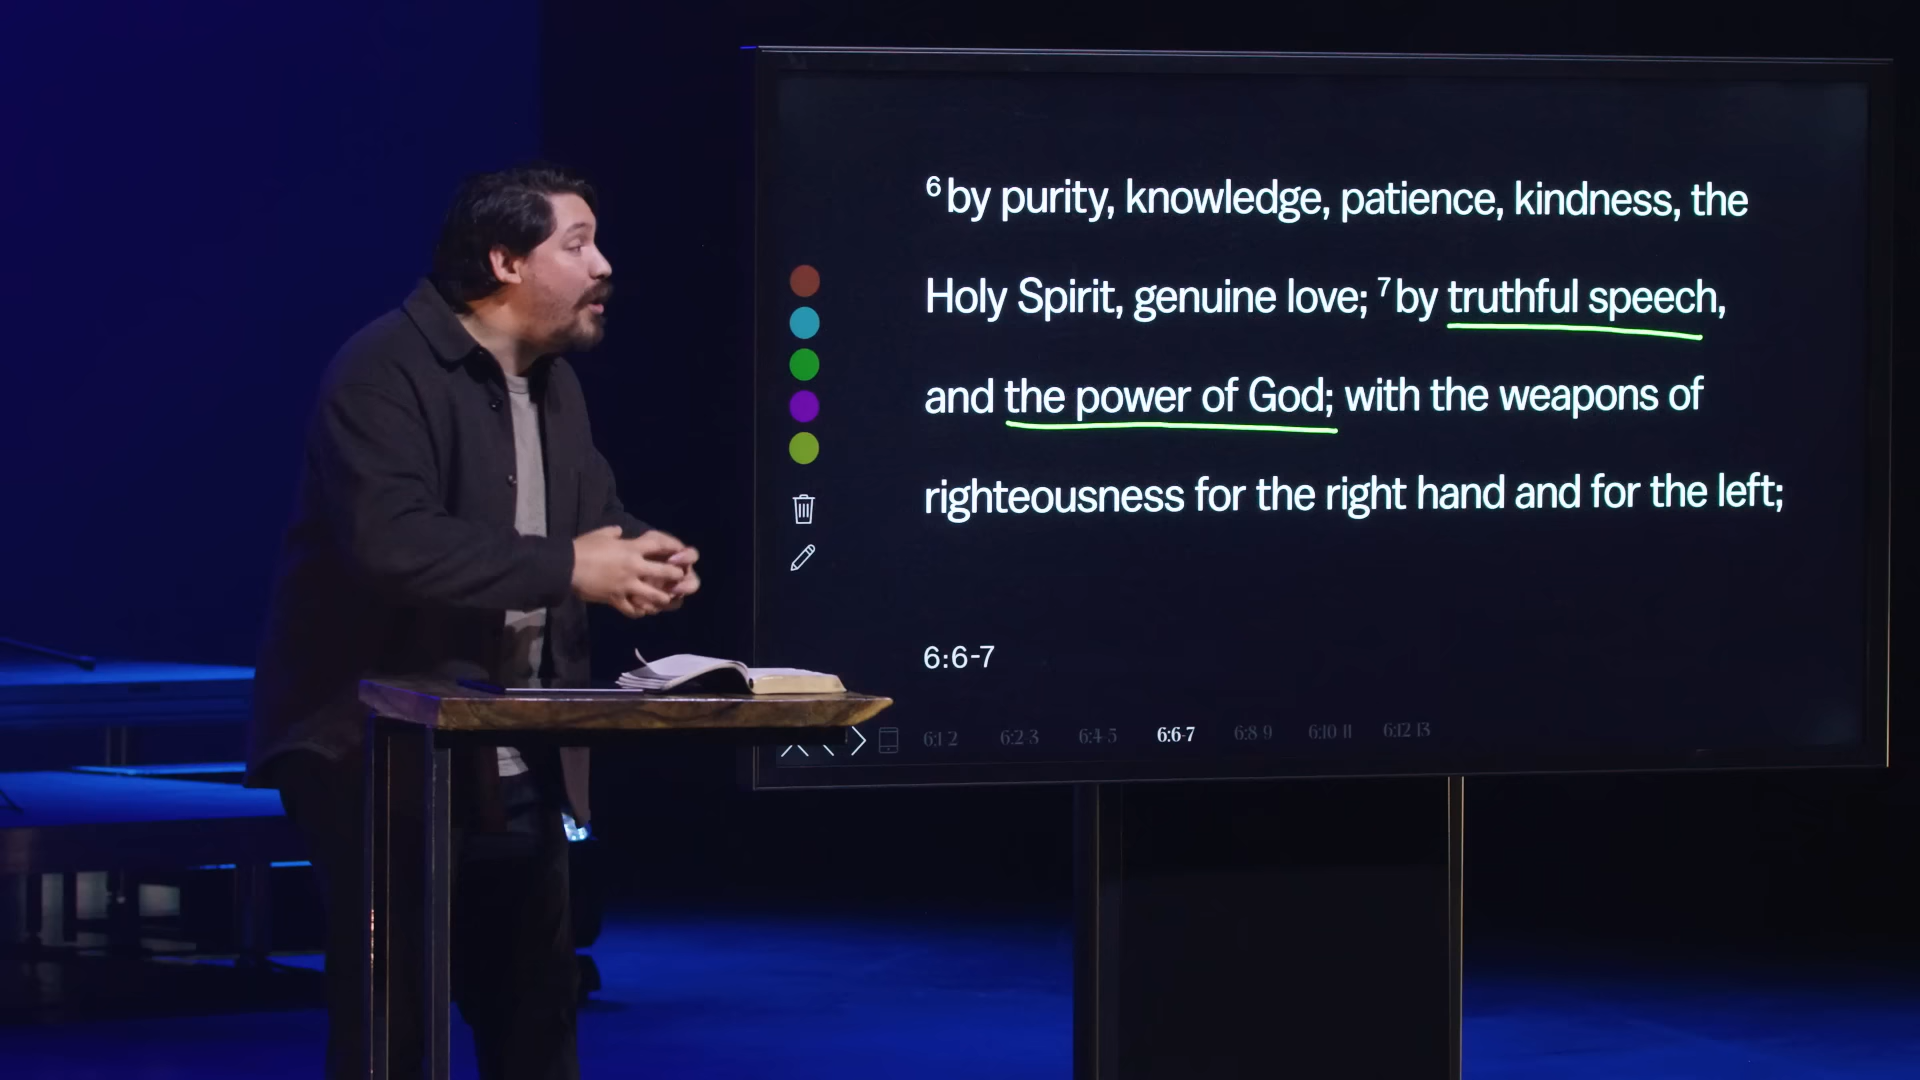 6 by purity, knowledge, patience, kindness, the
Holy Spirit, genuine love; 7 by truthful speech,
and the power of God; with the weapons of
righteousness for the right hand and for the left;
6:6-7
6:1-2 6:2-3 6:4-5 6:6-7 6:8-9 6:10-11 6:12-13